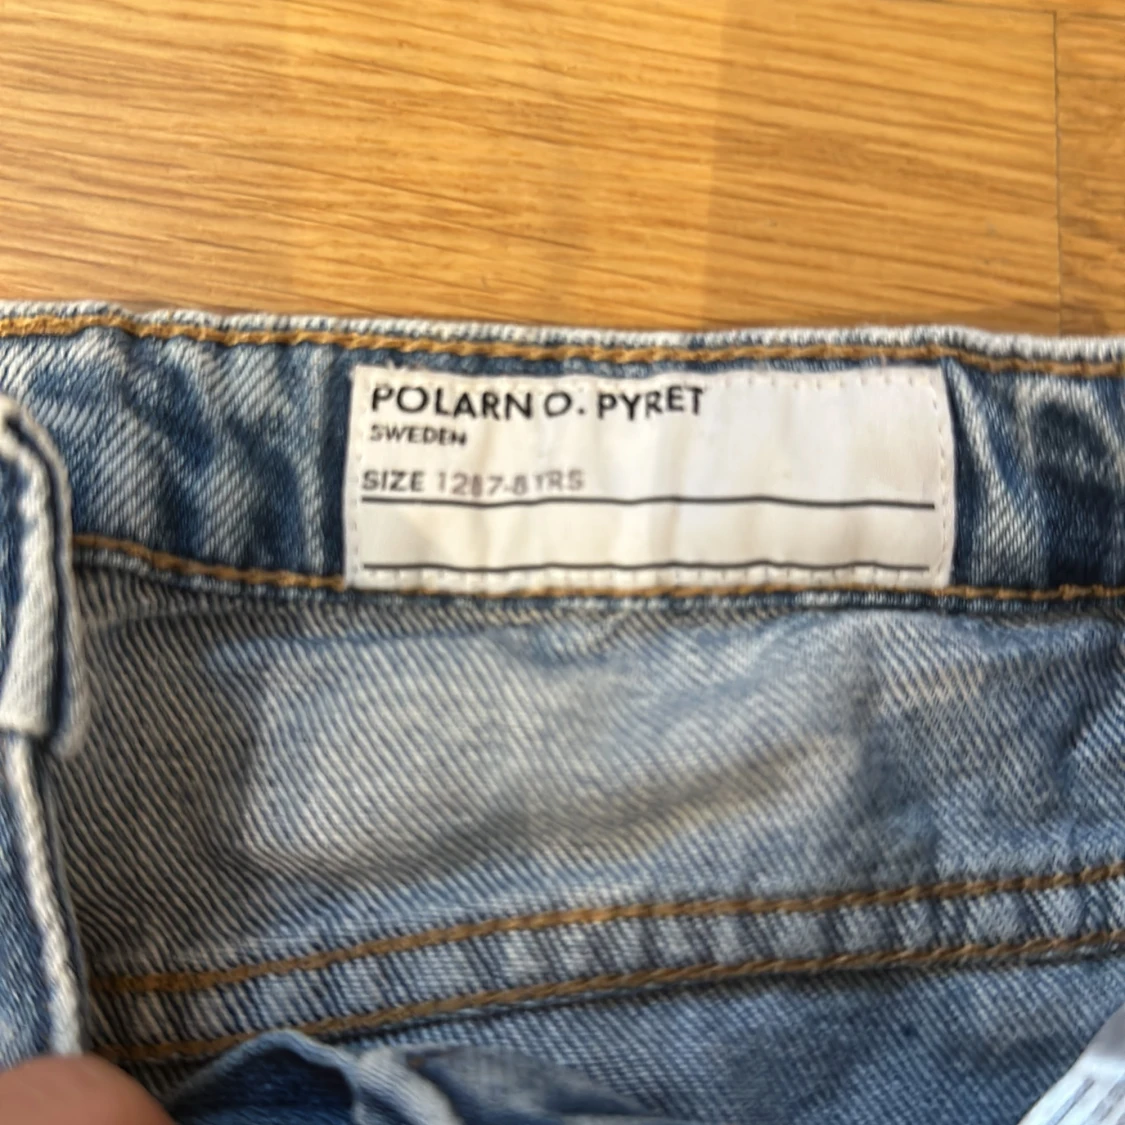 POLARN O. PYRET
SWEDEN
SIZE 128 7-8 YRS